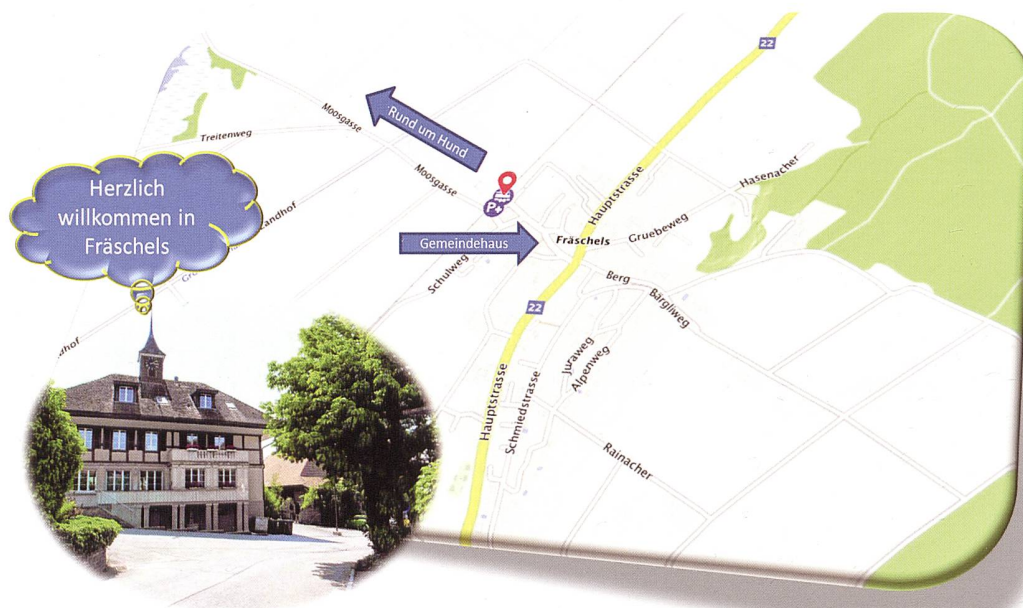 22
Moosgasse
Rund um Hund
Treitenweg
Moosgasse
Hasenacher
Herzlich
willkommen in
Fräschels
P+
Hauptstrasse
Gemeindehaus
Fräschels
Gruebeweg
Schulweg
Berg
Bärgliweg
22
Juraweg
Alpenweg
Hauptstrasse
Schmiedstrasse
Rainacher